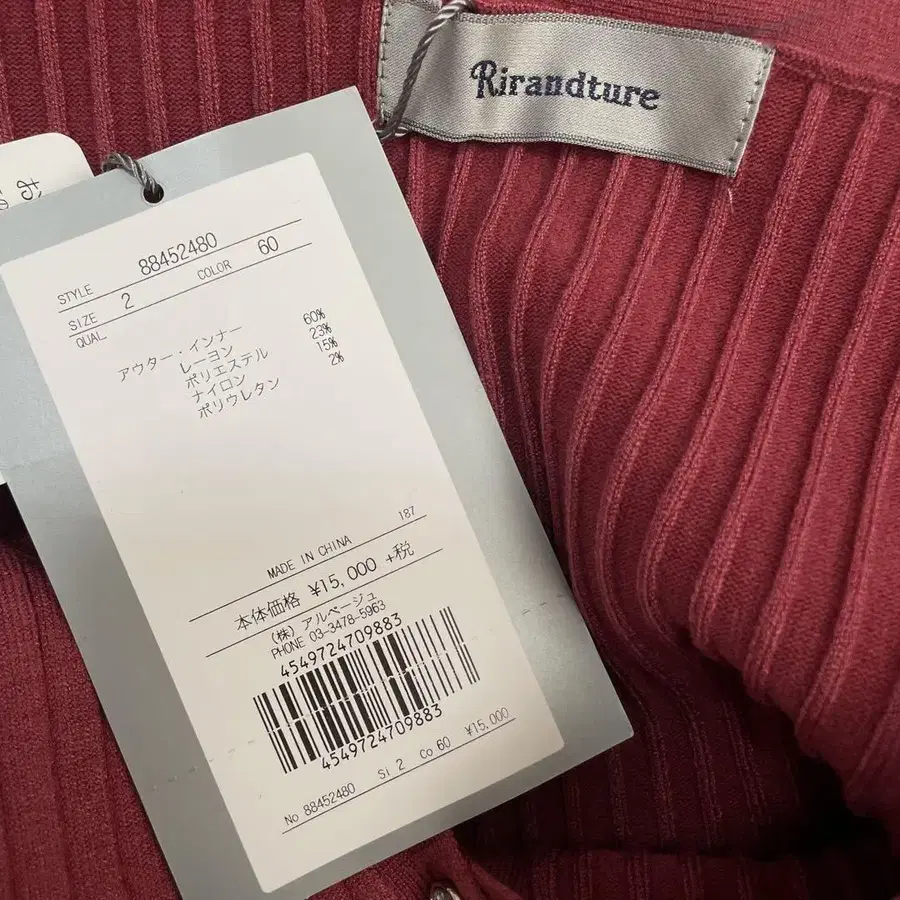 Rirandture
STYLE 88452480
SIZE 2 COLOR 60
QUAL
アウター・インナー
レーヨン 60%
ポリエステル 23%
ナイロン 15%
ポリウレタン 2%
187
MADE IN CHINA
本体価格 ¥15,000 +税
(株) アルページュ
PHONE 03-3478-5963
4549724709883
4549724709883
No 88452480 Si 2 Co 60 ¥15,000